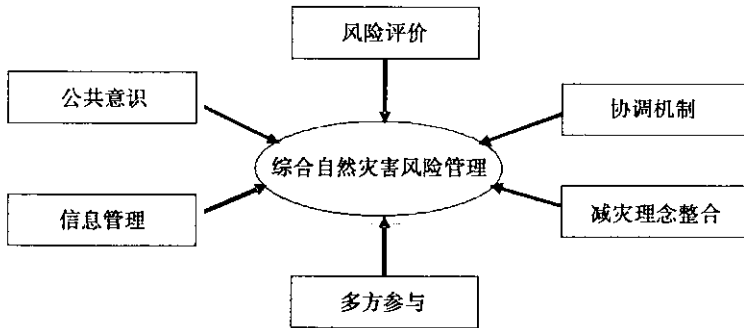 风险评价
公共意识
协调机制
综合自然灾害风险管理
信息管理
减灾理念整合
多方参与